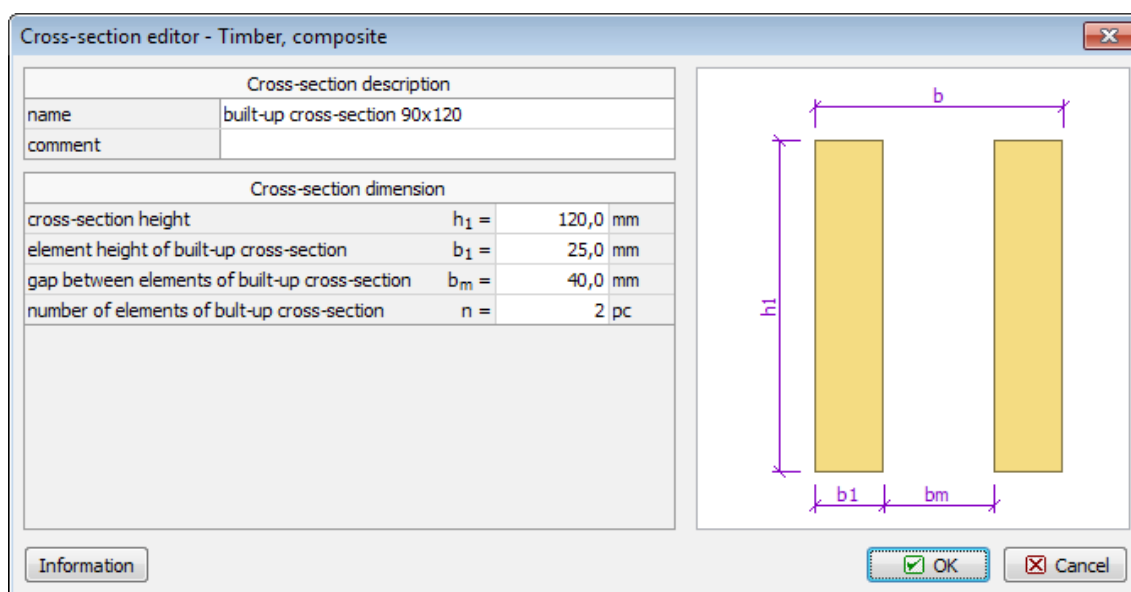 Cross-section editor - Timber, composite
Cross-section description
name built-up cross-section 90x120
comment
Cross-section dimension
cross-section height h1 = 120,0 mm
element height of built-up cross-section b1 = 25,0 mm
gap between elements of built-up cross-section bm = 40,0 mm
number of elements of bult-up cross-section n = 2 pc
b
h1
b1 bm
Information OK Cancel